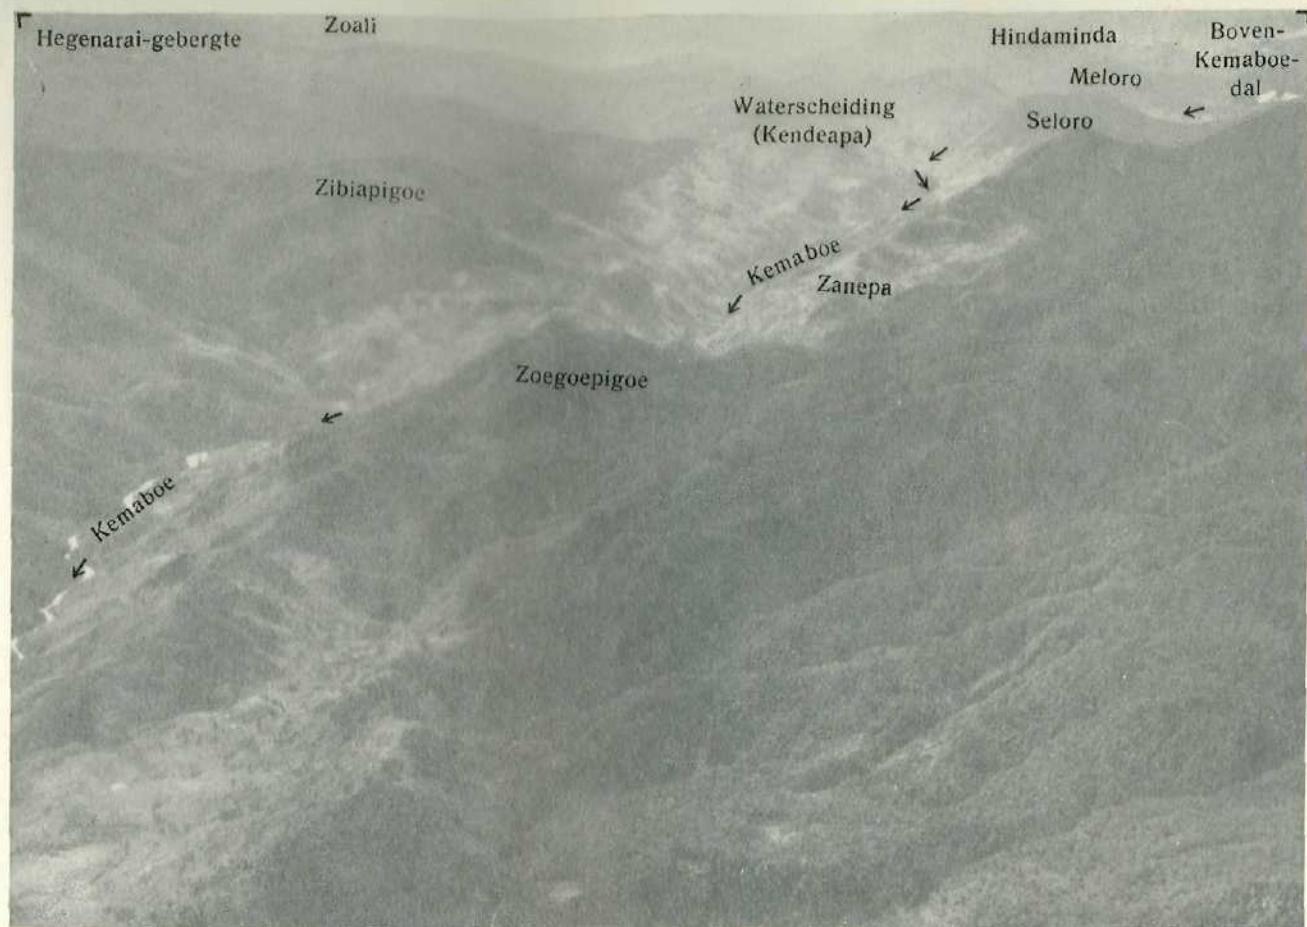 Hegenarai-gebergte
Zoali
Hindaminda
Boven-
Kemaboe-
dal
Meloro
Waterscheiding
(Kendeapa)
Seloro
Zibiapigoe
Kemaboe
Zanepa
Zoegoepigoe
Kemaboe